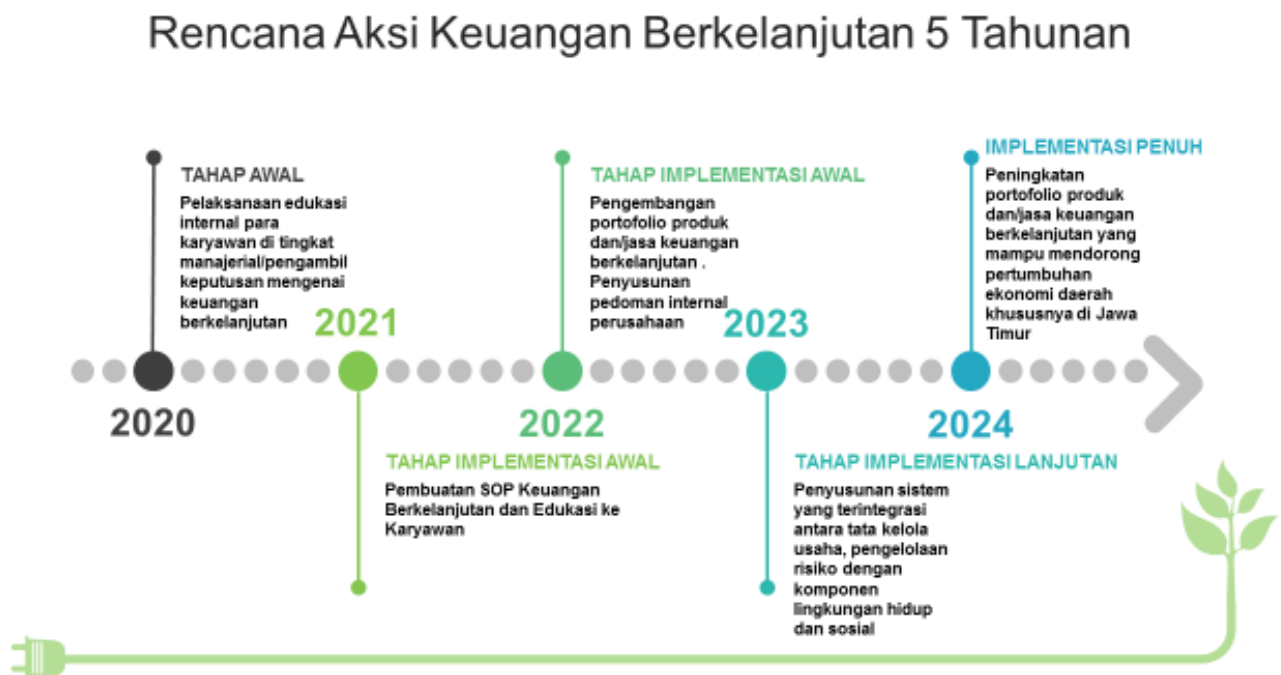 Rencana Aksi Keuangan Berkelanjutan 5 Tahunan
TAHAP AWAL
Pelaksanaan edukasi
internal para
karyawan di tingkat
manajerial/pengambil
keputusan mengenai
keuangan
berkelanjutan
2020
2021
TAHAP IMPLEMENTASI AWAL
Pembuatan SOP Keuangan
Berkelanjutan dan Edukasi ke
Karyawan
TAHAP IMPLEMENTASI AWAL
Pengembangan
portofolio produk
dan/jasa keuangan
berkelanjutan .
Penyusunan
pedoman internal
perusahaan
2022
2023
TAHAP IMPLEMENTASI LANJUTAN
Penyusunan sistem
yang terintegrasi
antara tata kelola
usaha, pengelolaan
risiko dengan
komponen
lingkungan hidup
dan sosial
IMPLEMENTASI PENUH
Peningkatan
portofolio produk
dan/jasa keuangan
berkelanjutan yang
mampu mendorong
pertumbuhan
ekonomi daerah
khususnya di Jawa
Timur
2024